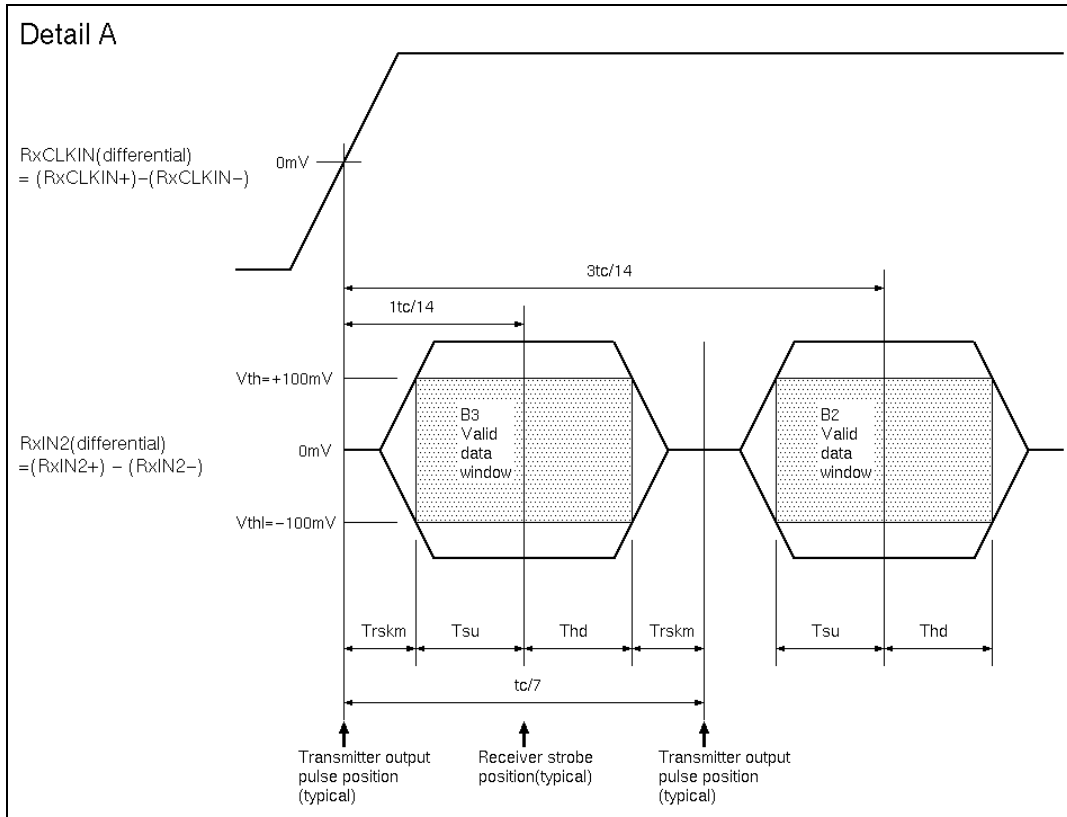 Detail A
RxCLKIN(differential)
= (RxCLKIN+)−(RxCLKIN−)
0mV
3tc/14
1tc/14
Vth=+100mV
RxIN2(differential)
=(RxIN2+) − (RxIN2−)
0mV
Vthl=−100mV
B3
Valid
data
window
B2
Valid
data
window
Trskm
Tsu
Thd
Trskm
Tsu
Thd
tc/7
Transmitter output
pulse position
(typical)
Receiver strobe
position(typical)
Transmitter output
pulse position
(typical)